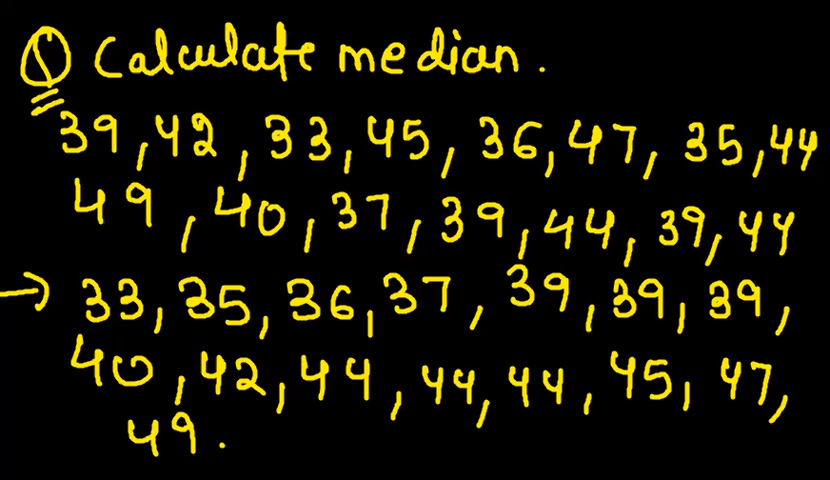 ① Calculate median.
39, 42, 33, 45, 36, 47, 35, 44
49, 40, 37, 39, 44, 39, 44
→ 33, 35, 36, 37, 39, 39, 39,
40, 42, 44, 44, 44, 45, 47,
49.